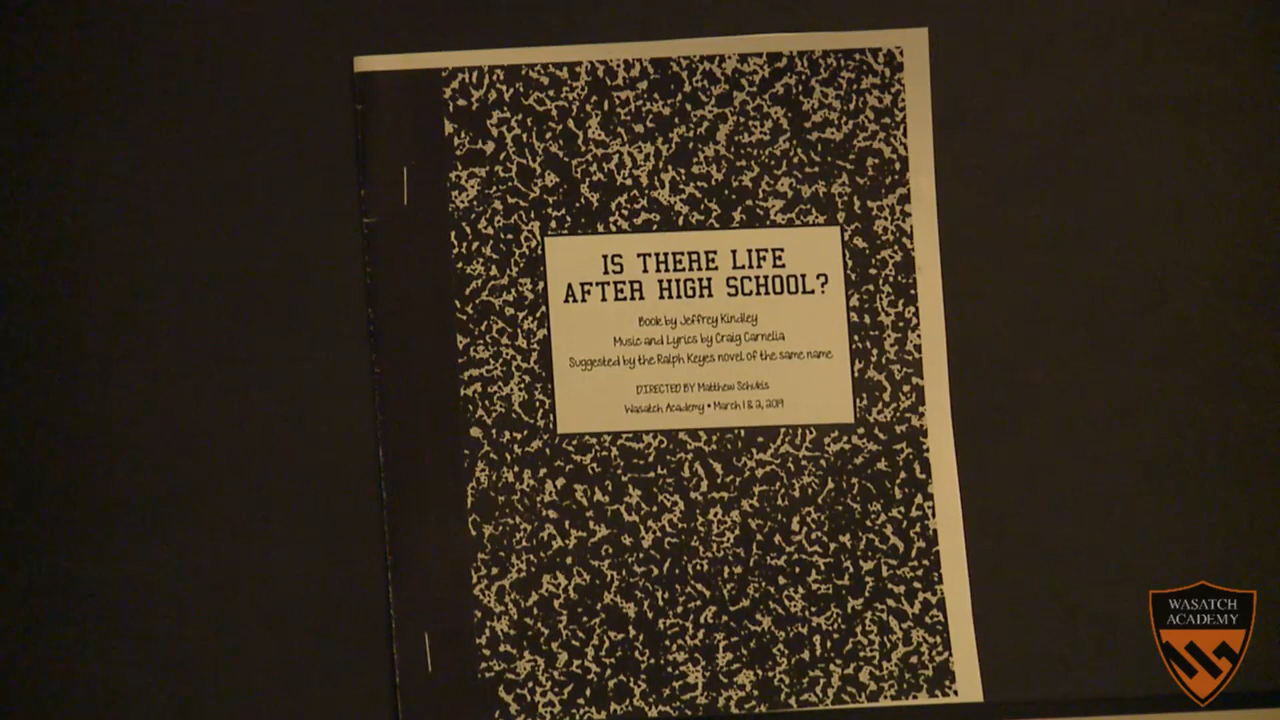 IS THERE LIFE
AFTER HIGH SCHOOL?
Book by Jeffrey Kindley
Music and Lyrics by Craig Carnelia
Suggested by the Ralph Keyes novel of the same name
DIRECTED BY Matthew
Wasatch Academy • March 1 & 2, 2019
WASATCH
ACADEMY